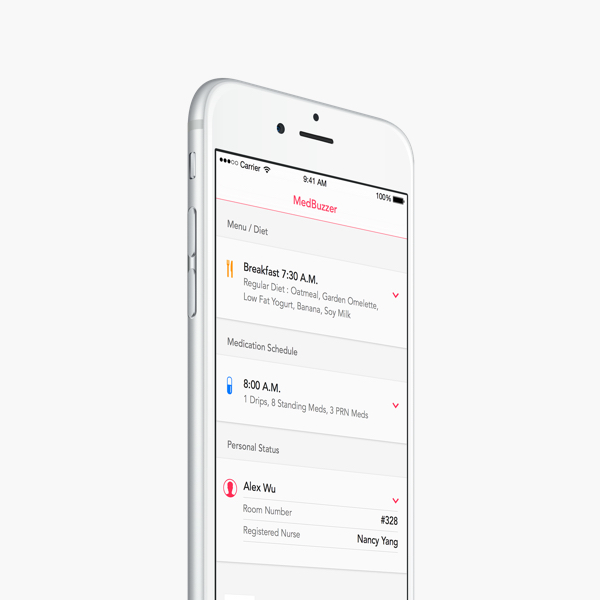 ●●●○○ Carrier 9:41 AM 100%
MedBuzzer
Menu / Diet
Breakfast 7:30 A.M.
Regular Diet : Oatmeal, Garden Omelette,
Low Fat Yogurt, Banana, Soy Milk
Medication Schedule
8:00 A.M.
1 Drips, 8 Standing Meds, 3 PRN Meds
Personal Status
Alex Wu
Room Number #328
Registered Nurse Nancy Yang